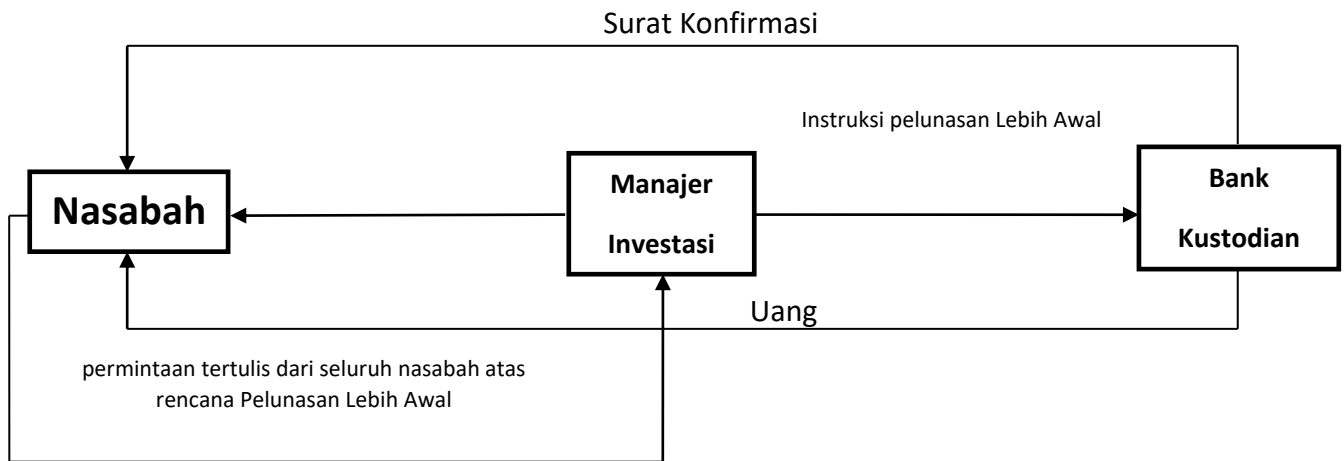 Surat Konfirmasi
Instruksi pelunasan Lebih Awal
Nasabah
Manajer
Investasi
Bank
Kustodian
Uang
permintaan tertulis dari seluruh nasabah atas
rencana Pelunasan Lebih Awal